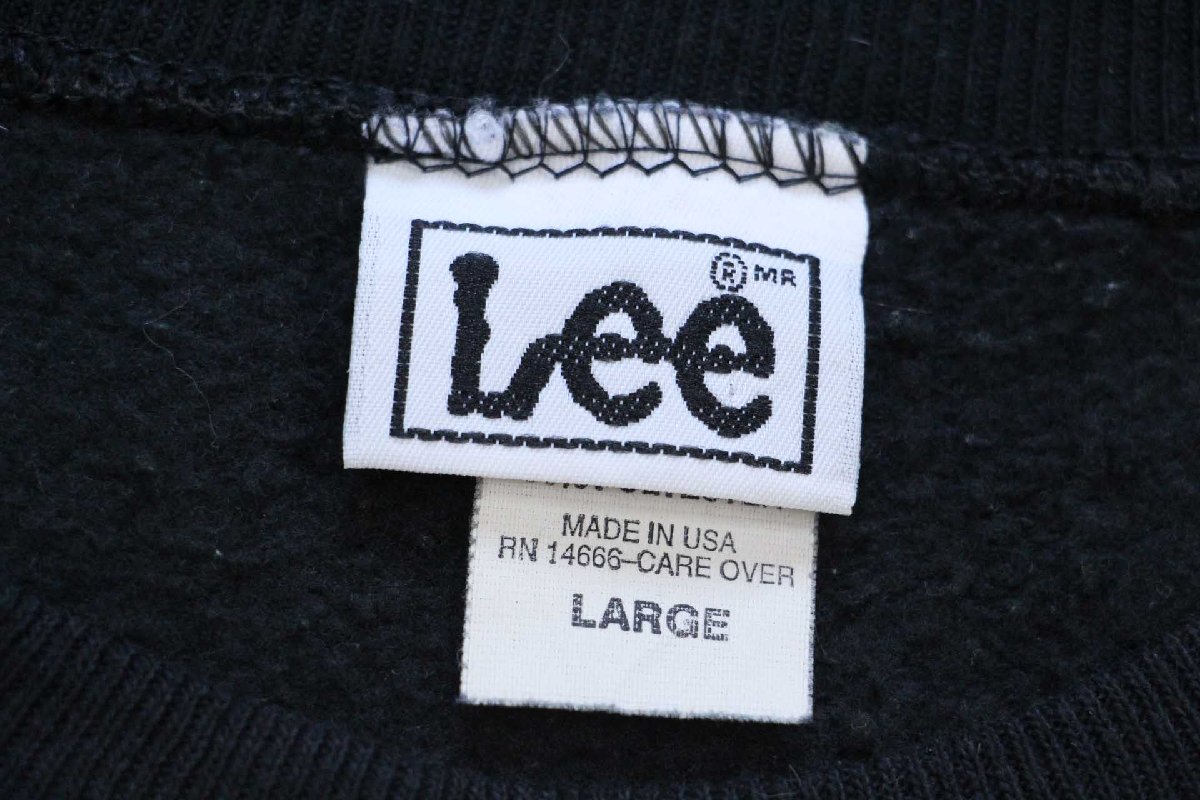 ® MR
Lee
MADE IN USA
RN 14666–CARE OVER
LARGE